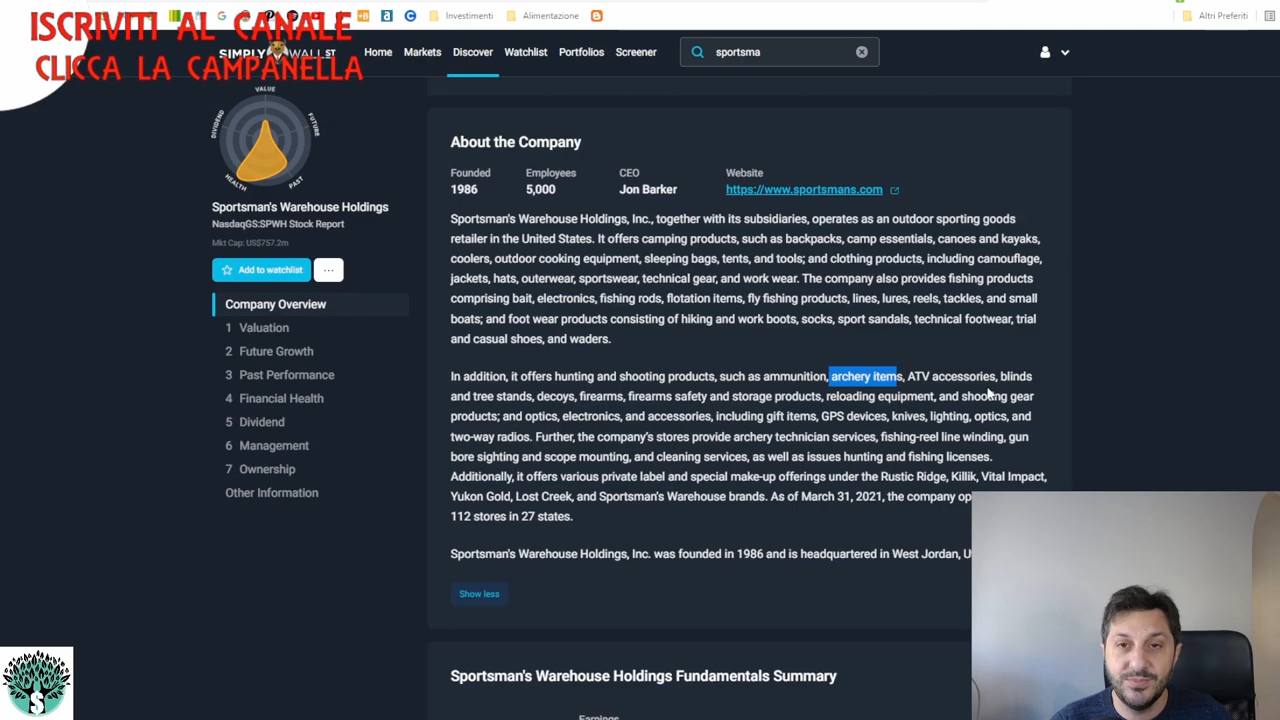 Investimenti
Alimentazione
Altri Preferiti
ISCRIVITI AL CANALE
CLICCA LA CAMPANELLA
SIMPLY WALL ST
Home
Markets
Discover
Watchlist
Portfolios
Screener
sportsma
VALUE
FUTURE
PAST
HEALTH
DIVIDEND
Sportsman's Warehouse Holdings
NasdaqGS:SPWH Stock Report
Mkt Cap: US$757.2m
Add to watchlist
...
Company Overview
1 Valuation
2 Future Growth
3 Past Performance
4 Financial Health
5 Dividend
6 Management
7 Ownership
Other Information
About the Company
Founded
1986
Employees
5,000
CEO
Jon Barker
Website
https://www.sportsmans.com
Sportsman's Warehouse Holdings, Inc., together with its subsidiaries, operates as an outdoor sporting goods
retailer in the United States. It offers camping products, such as backpacks, camp essentials, canoes and kayaks,
coolers, outdoor cooking equipment, sleeping bags, tents, and tools; and clothing products, including camouflage,
jackets, hats, outerwear, sportswear, technical gear, and work wear. The company also provides fishing products
comprising bait, electronics, fishing rods, flotation items, fly fishing products, lines, lures, reels, tackles, and small
boats; and foot wear products consisting of hiking and work boots, socks, sport sandals, technical footwear, trial
and casual shoes, and waders.
In addition, it offers hunting and shooting products, such as ammunition, archery items, ATV accessories, blinds
and tree stands, decoys, firearms, firearms safety and storage products, reloading equipment, and shooting gear
products; and optics, electronics, and accessories, including gift items, GPS devices, knives, lighting, optics, and
two-way radios. Further, the company's stores provide archery technician services, fishing-reel line winding, gun
bore sighting and scope mounting, and cleaning services, as well as issues hunting and fishing licenses.
Additionally, it offers various private label and special make-up offerings under the Rustic Ridge, Killik, Vital Impact,
Yukon Gold, Lost Creek, and Sportsman's Warehouse brands. As of March 31, 2021, the company op
112 stores in 27 states.
Sportsman's Warehouse Holdings, Inc. was founded in 1986 and is headquartered in West Jordan, U
Show less
Sportsman's Warehouse Holdings Fundamentals Summary
Earnings
$